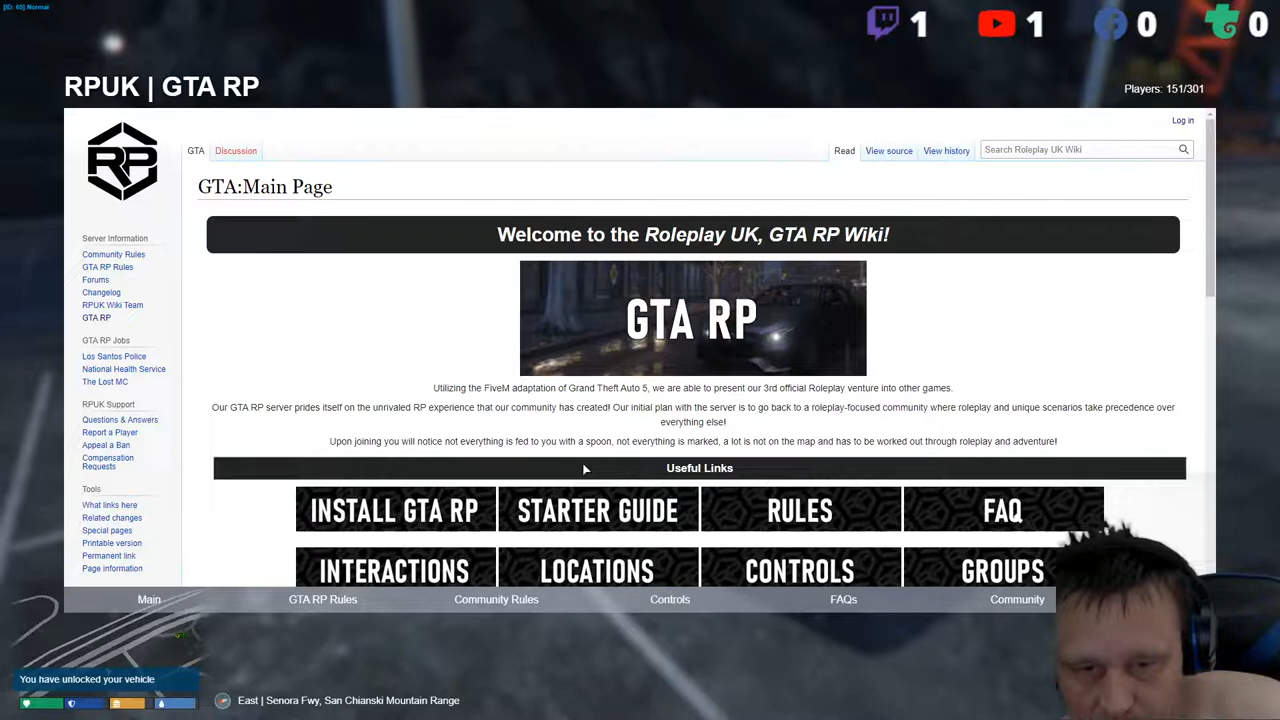 [ID: 65] Normal
1
1
0
0
RPUK | GTA RP
Players: 151/301
Log in
RP
GTA
Discussion
Read
View source
View history
Search Roleplay UK Wiki
GTA:Main Page
Server Information
Community Rules
GTA RP Rules
Forums
Changelog
RPUK Wiki Team
GTA RP
GTA RP Jobs
Los Santos Police
National Health Service
The Lost MC
RPUK Support
Questions & Answers
Report a Player
Appeal a Ban
Compensation
Requests
Tools
What links here
Related changes
Special pages
Printable version
Permanent link
Page information
Welcome to the Roleplay UK, GTA RP Wiki!
GTA RP
Utilizing the FiveM adaptation of Grand Theft Auto 5, we are able to present our 3rd official Roleplay venture into other games.
Our GTA RP server prides itself on the unrivaled RP experience that our community has created! Our initial plan with the server is to go back to a roleplay-focused community where roleplay and unique scenarios take precedence over
everything else!
Upon joining you will notice not everything is fed to you with a spoon, not everything is marked, a lot is not on the map and has to be worked out through roleplay and adventure!
Useful Links
INSTALL GTA RP
STARTER GUIDE
RULES
FAQ
INTERACTIONS
LOCATIONS
CONTROLS
GROUPS
Main
GTA RP Rules
Community Rules
Controls
FAQs
Community
You have unlocked your vehicle
East | Senora Fwy, San Chianski Mountain Range